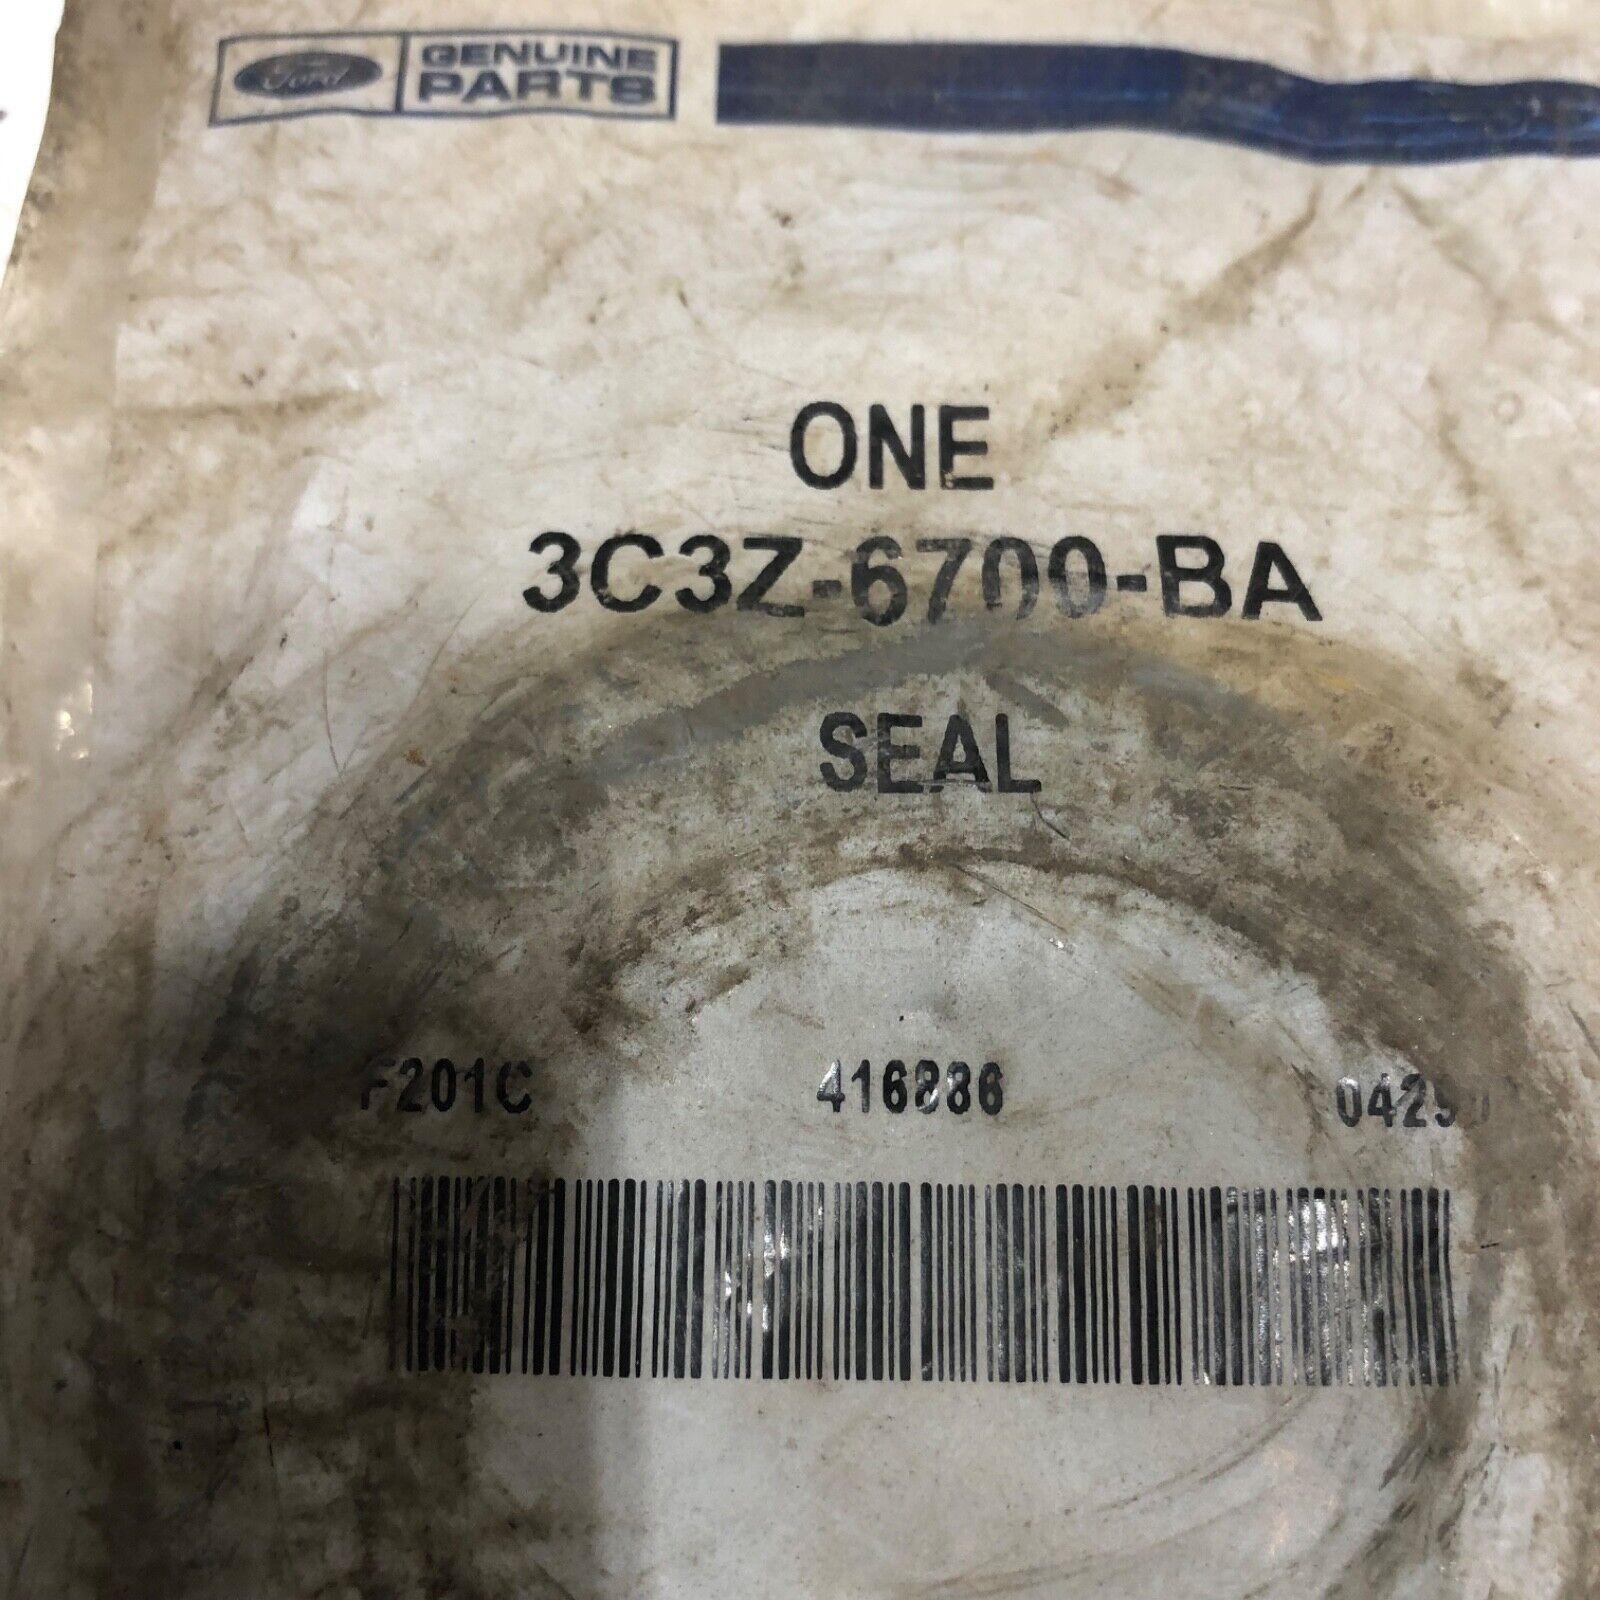 Ford GENUINE
PARTS
ONE
3C3Z-6700-BA
SEAL
F201C 416886